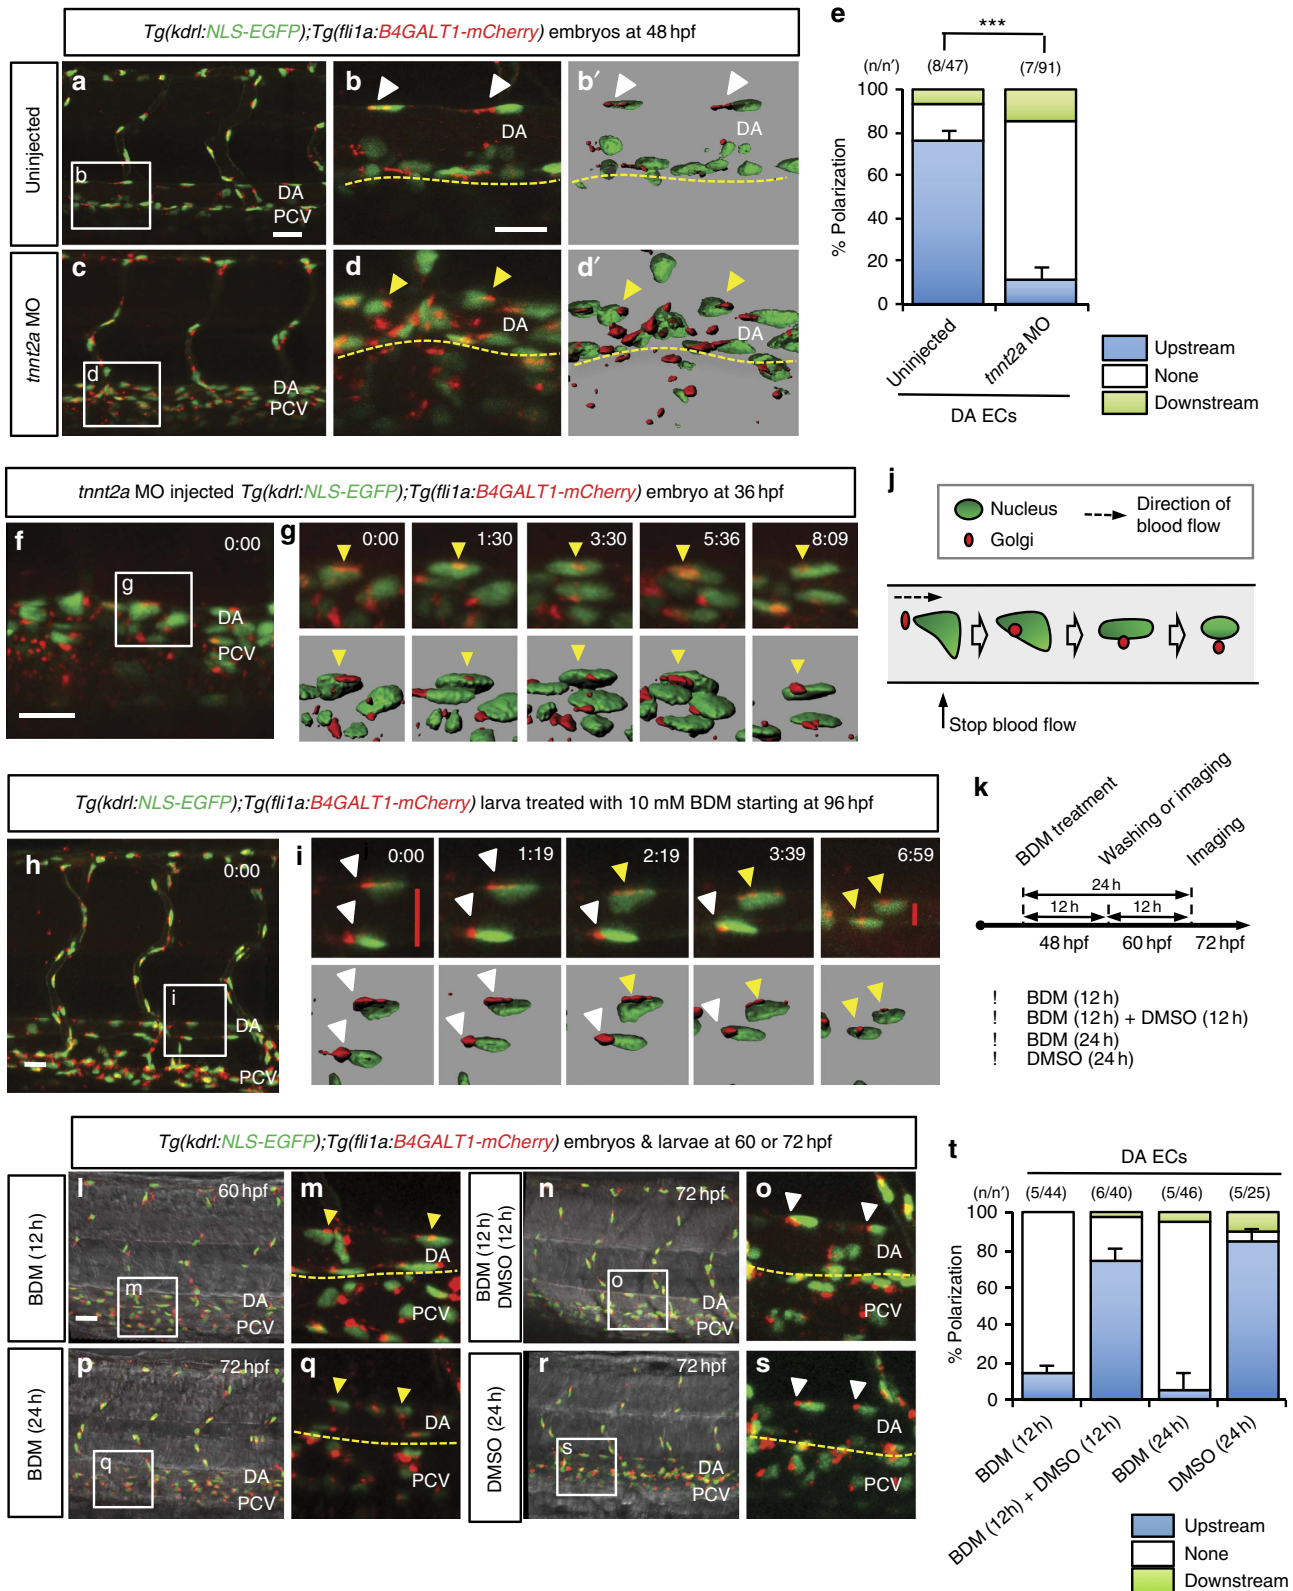 Tg(kdrl:NLS-EGFP);Tg(fli1a:B4GALT1-mCherry) embryos at 48 hpf
Uninjected
a
b
DA
PCV
b
DA
b′
DA
tnnt2a MO
c
d
DA
PCV
d
DA
d′
DA
e
***
(n/n′) (8/47) (7/91)
% Polarization
100
80
60
40
20
0
Uninjected
tnnt2a MO
DA ECs
Upstream
None
Downstream
tnnt2a MO injected Tg(kdrl:NLS-EGFP);Tg(fli1a:B4GALT1-mCherry) embryo at 36 hpf
f
0:00
g
DA
PCV
g
0:00
1:30
3:30
5:36
8:09
j
Nucleus
Golgi
Direction of
blood flow
Stop blood flow
Tg(kdrl:NLS-EGFP);Tg(fli1a:B4GALT1-mCherry) larva treated with 10 mM BDM starting at 96 hpf
h
0:00
i
DA
PCV
i
0:00
1:19
2:19
3:39
6:59
k
BDM treatment
Washing or imaging
Imaging
24 h
12 h 12 h
48 hpf 60 hpf 72 hpf
! BDM (12 h)
! BDM (12 h) + DMSO (12 h)
! BDM (24 h)
! DMSO (24 h)
Tg(kdrl:NLS-EGFP);Tg(fli1a:B4GALT1-mCherry) embryos & larvae at 60 or 72 hpf
BDM (12 h)
l
60 hpf
m
DA
PCV
m
DA
PCV
BDM (12 h)
DMSO (12 h)
n
72 hpf
o
DA
PCV
o
DA
PCV
BDM (24 h)
p
72 hpf
q
DA
PCV
q
DA
PCV
DMSO (24 h)
r
72 hpf
s
DA
PCV
s
DA
PCV
t
DA ECs
(n/n′) (5/44) (6/40) (5/46) (5/25)
% Polarization
100
80
60
40
20
0
BDM (12h)
BDM (12h) + DMSO (12h)
BDM (24h)
DMSO (24h)
Upstream
None
Downstream